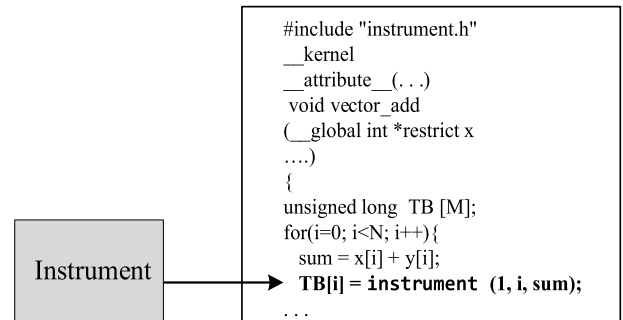 #include "instrument.h"
__kernel
__attribute__(. . .)
void vector_add
(__global int *restrict x
....)
{
unsigned long TB [M];
for(i=0; i<N; i++){
sum = x[i] + y[i];
Instrument
TB[i] = instrument (1, i, sum);
. . .